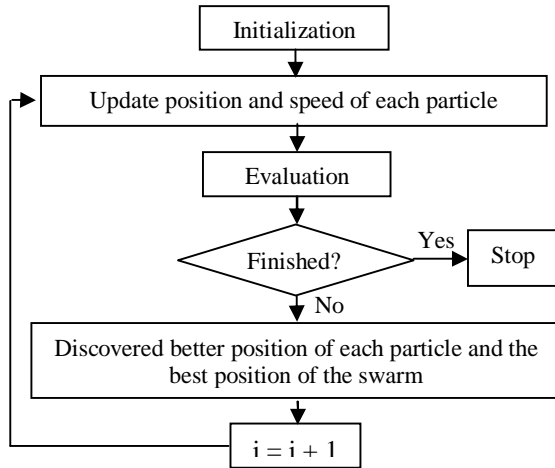 Initialization
Update position and speed of each particle
Evaluation
Finished?
Yes
Stop
No
Discovered better position of each particle and the
best position of the swarm
i = i + 1